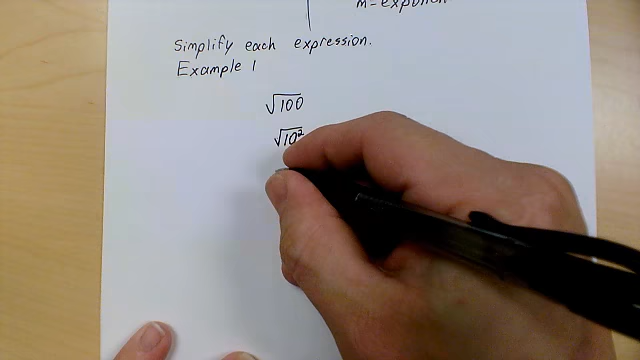 m = exponent
Simplify each expression.
Example 1
√100
√10²